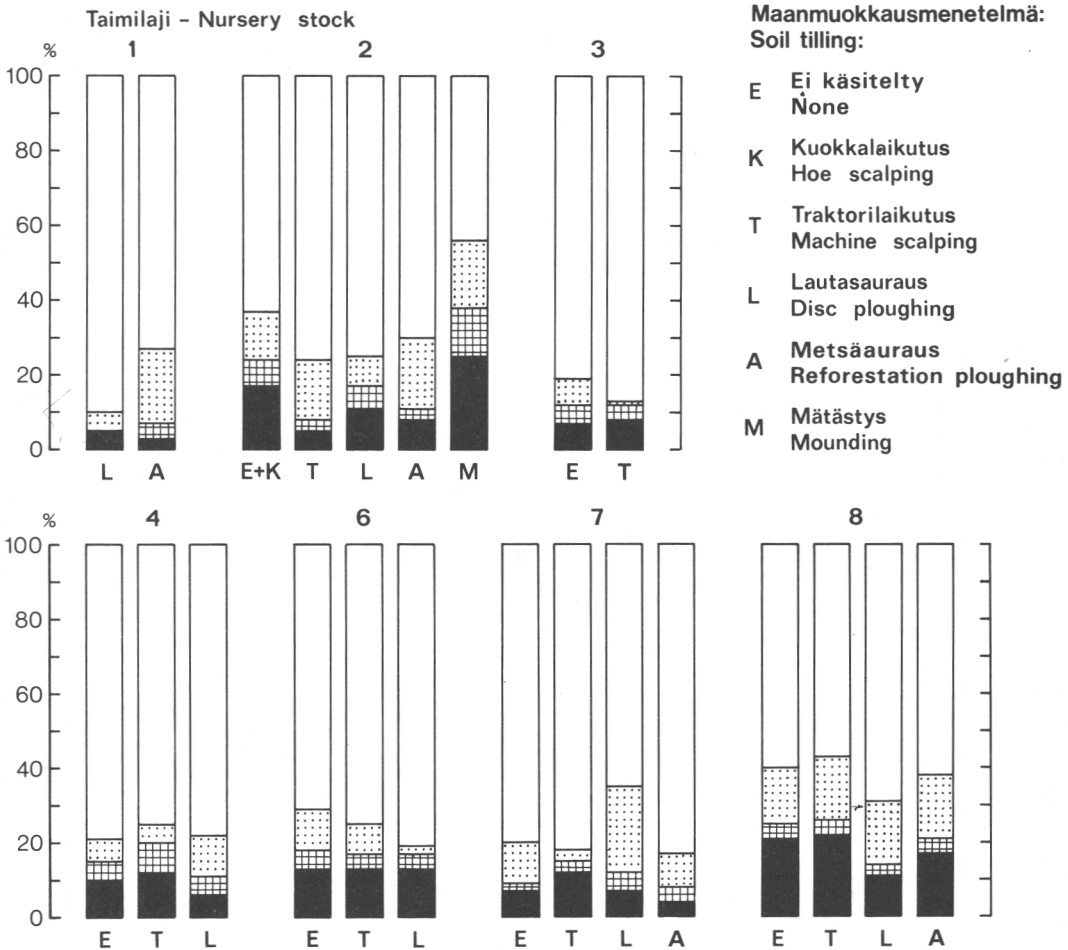 Taimilaji – Nursery stock
% 1 2 3
100
80
60
40
20
0
L A E+K T L A M E T
Maanmuokkausmenetelmä:
Soil tilling:
E Ei käsitelty
None
K Kuokkalaikutus
Hoe scalping
T Traktorilaikutus
Machine scalping
L Lautasauraus
Disc ploughing
A Metsäauraus
Reforestation ploughing
M Mätästys
Mounding
% 4 6 7 8
100
80
60
40
20
0
E T L E T L E T L A E T L A